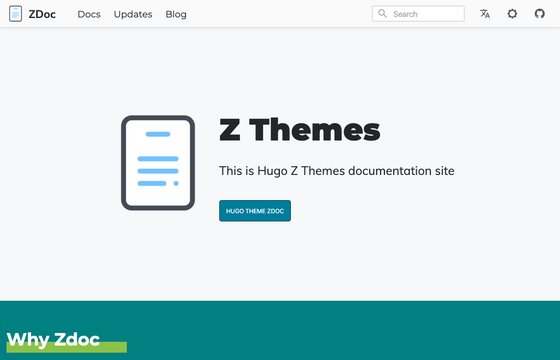 ZDoc Docs Updates Blog Search
Z Themes
This is Hugo Z Themes documentation site
HUGO THEME ZDOC
Why Zdoc